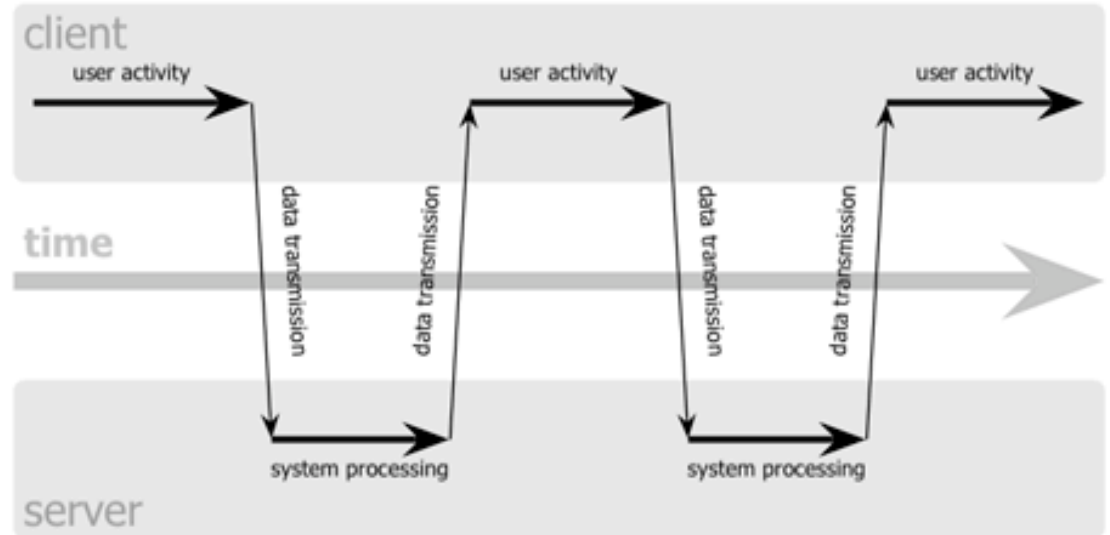 client
user activity
user activity
user activity
data transmission
data transmission
data transmission
data transmission
time
system processing
system processing
server